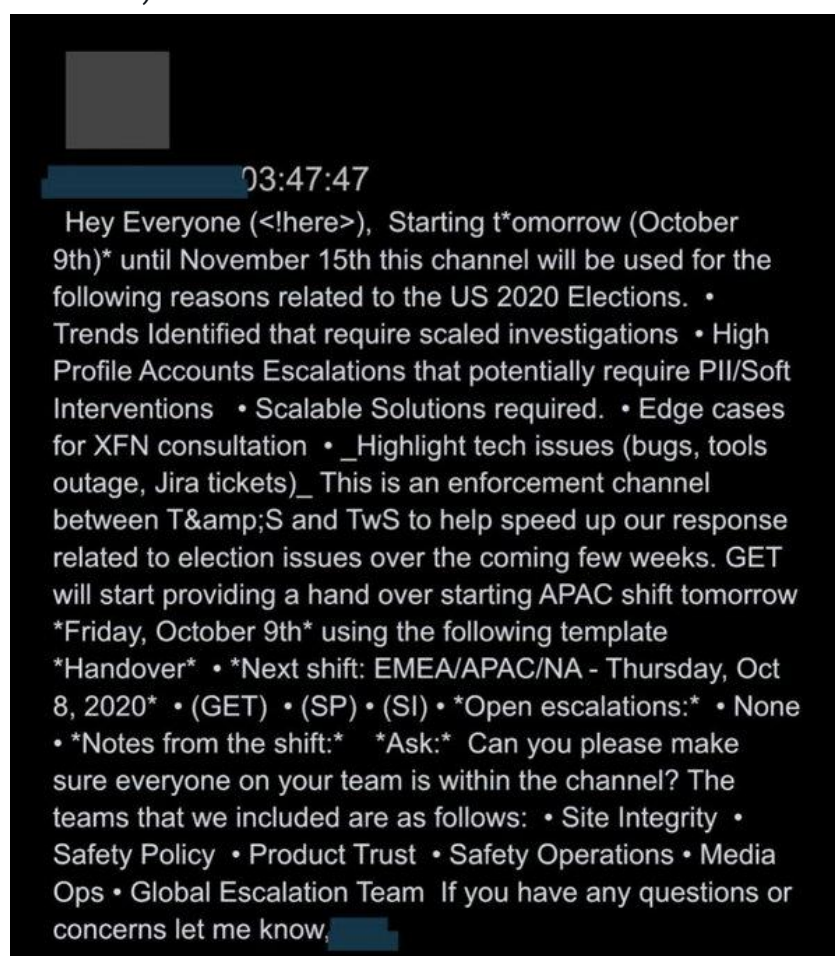 03:47:47
Hey Everyone (<!here>), Starting t*omorrow (October
9th)* until November 15th this channel will be used for the
following reasons related to the US 2020 Elections. •
Trends Identified that require scaled investigations • High
Profile Accounts Escalations that potentially require PII/Soft
Interventions • Scalable Solutions required. • Edge cases
for XFN consultation • _Highlight tech issues (bugs, tools
outage, Jira tickets)_ This is an enforcement channel
between T&amp;S and TwS to help speed up our response
related to election issues over the coming few weeks. GET
will start providing a hand over starting APAC shift tomorrow
*Friday, October 9th* using the following template
*Handover* • *Next shift: EMEA/APAC/NA - Thursday, Oct
8, 2020* • (GET) • (SP) • (SI) • *Open escalations:* • None
• *Notes from the shift:* *Ask:* Can you please make
sure everyone on your team is within the channel? The
teams that we included are as follows: • Site Integrity •
Safety Policy • Product Trust • Safety Operations • Media
Ops • Global Escalation Team If you have any questions or
concerns let me know,